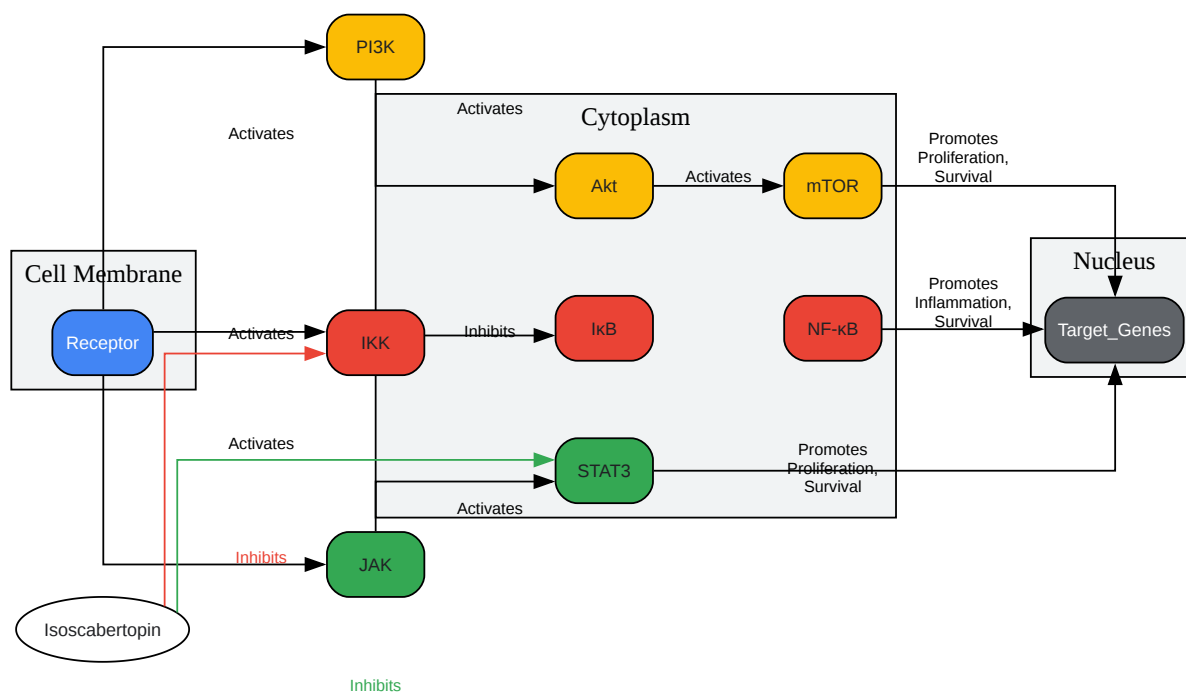 PI3K
Activates
Cytoplasm
Activates
Promotes
Proliferation,
Survival
Akt
Activates
mTOR
Cell Membrane
Nucleus
Receptor
Activates
IKK
Inhibits
IκB
NF-κB
Promotes
Inflammation,
Survival
Target_Genes
Activates
STAT3
Promotes
Proliferation,
Survival
Activates
Inhibits
JAK
Isoscabertopin
Inhibits